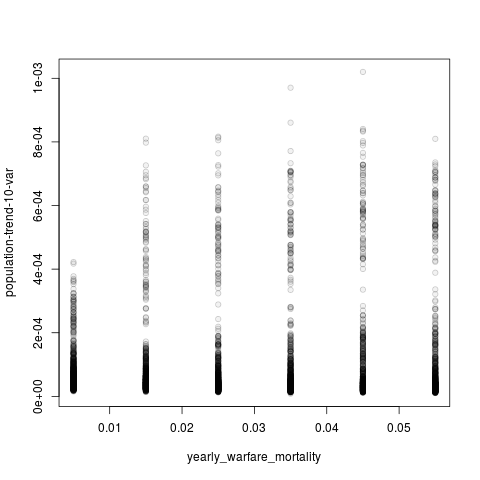 1e-03
8e-04
6e-04
4e-04
2e-04
0e+00
population-trend-10-var
0.01 0.02 0.03 0.04 0.05
yearly_warfare_mortality